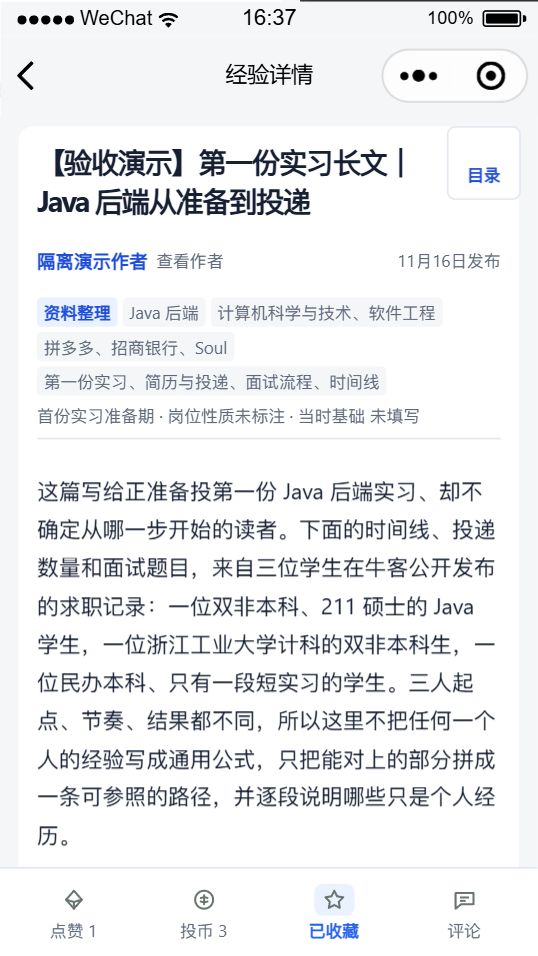 WeChat 16:37 100%
经验详情
【验收演示】第一份实习长文｜
Java 后端从准备到投递
目录
隔离演示作者 查看作者 11月16日发布
资料整理 Java 后端 计算机科学与技术、软件工程
拼多多、招商银行、Soul
第一份实习、简历与投递、面试流程、时间线
首份实习准备期 · 岗位性质未标注 · 当时基础 未填写
这篇写给正准备投第一份 Java 后端实习、却不
确定从哪一步开始的读者。下面的时间线、投递
数量和面试题目，来自三位学生在牛客公开发布
的求职记录：一位双非本科、211 硕士的 Java
学生，一位浙江工业大学计科的双非本科生，一
位民办本科、只有一段短实习的学生。三人起
点、节奏、结果都不同，所以这里不把任何一个
人的经验写成通用公式，只把能对上的部分拼成
一条可参照的路径，并逐段说明哪些只是个人经
历。
点赞 1 投币 3 已收藏 评论